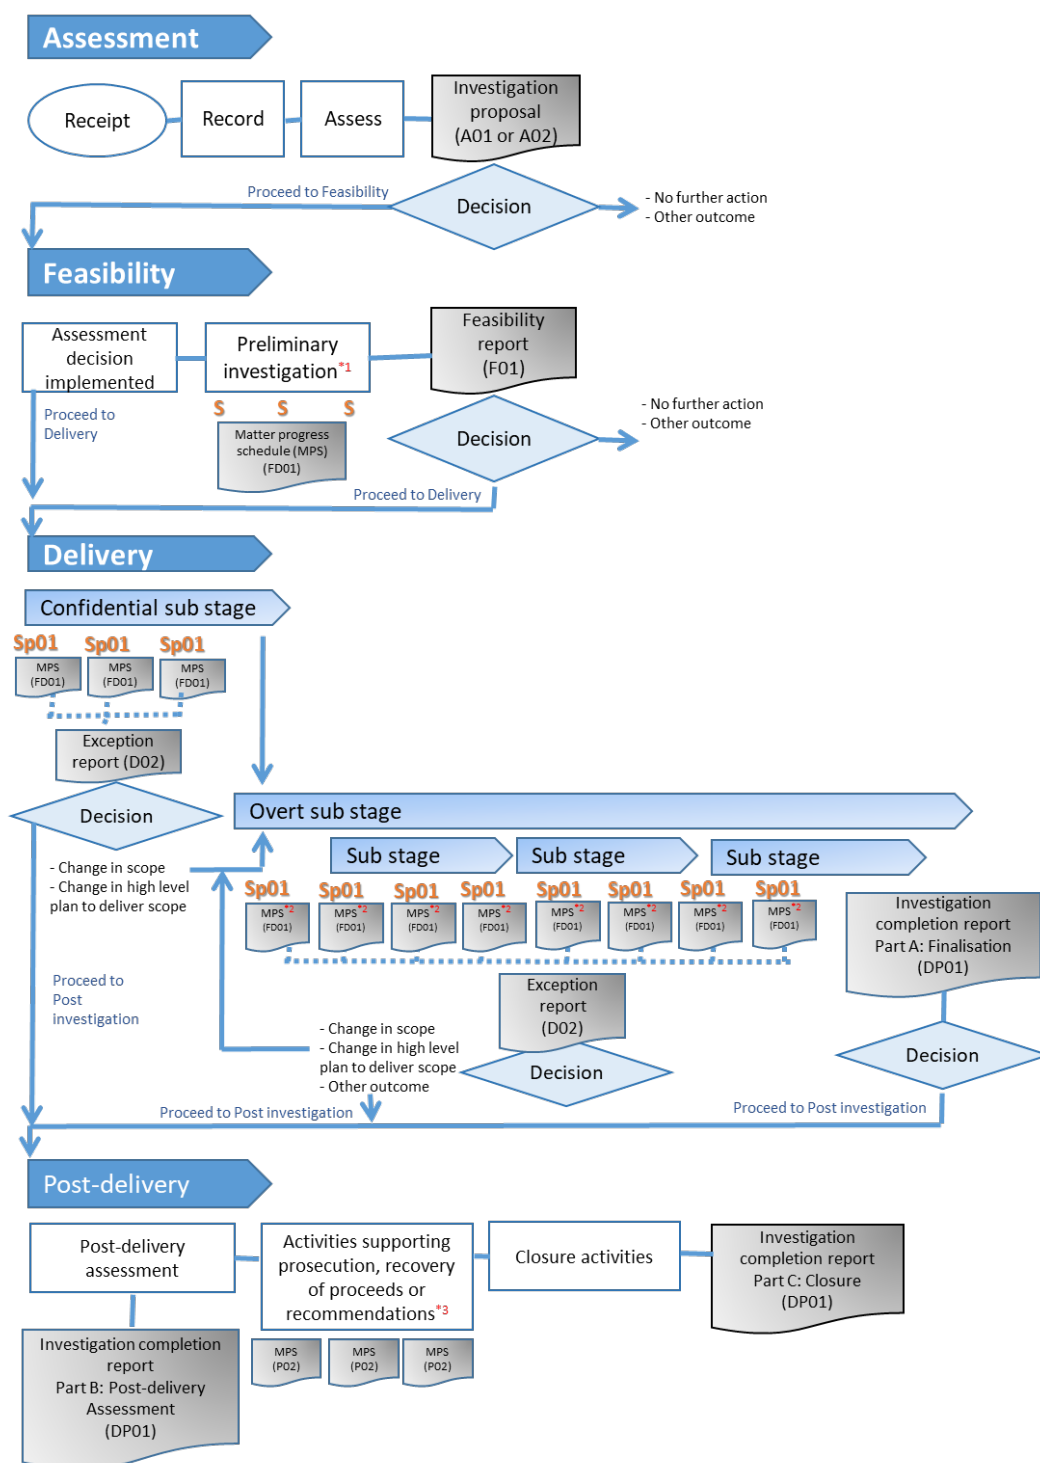 Assessment
Receipt
Record
Assess
Investigation
proposal
(A01 or A02)
Proceed to Feasibility
Decision
- No further action
- Other outcome
Feasibility
Assessment
decision
implemented
Preliminary
investigation*1
Feasibility
report
(F01)
Proceed to
Delivery
S S S
Matter progress
schedule (MPS)
(FD01)
Decision
- No further action
- Other outcome
Proceed to Delivery
Delivery
Confidential sub stage
Sp01 Sp01 Sp01
MPS
(FD01)
MPS
(FD01)
MPS
(FD01)
Exception
report (D02)
Decision
- Change in scope
- Change in high level
plan to deliver scope
Proceed to
Post
investigation
Overt sub stage
Sub stage
Sub stage
Sub stage
Sp01 Sp01 Sp01 Sp01 Sp01 Sp01 Sp01 Sp01
MPS*2
(FD01)
MPS*2
(FD01)
MPS*2
(FD01)
MPS*2
(FD01)
MPS*2
(FD01)
MPS*2
(FD01)
MPS*2
(FD01)
MPS*2
(FD01)
Investigation
completion report
Part A: Finalisation
(DP01)
Exception
report
(D02)
Decision
- Change in scope
- Change in high level
plan to deliver scope
- Other outcome
Decision
Proceed to Post investigation
Proceed to Post investigation
Post-delivery
Post-delivery
assessment
Activities supporting
prosecution, recovery
of proceeds or
recommendations*3
Closure activities
Investigation
completion report
Part C: Closure
(DP01)
Investigation completion
report
Part B: Post-delivery
Assessment
(DP01)
MPS
(P02)
MPS
(P02)
MPS
(P02)